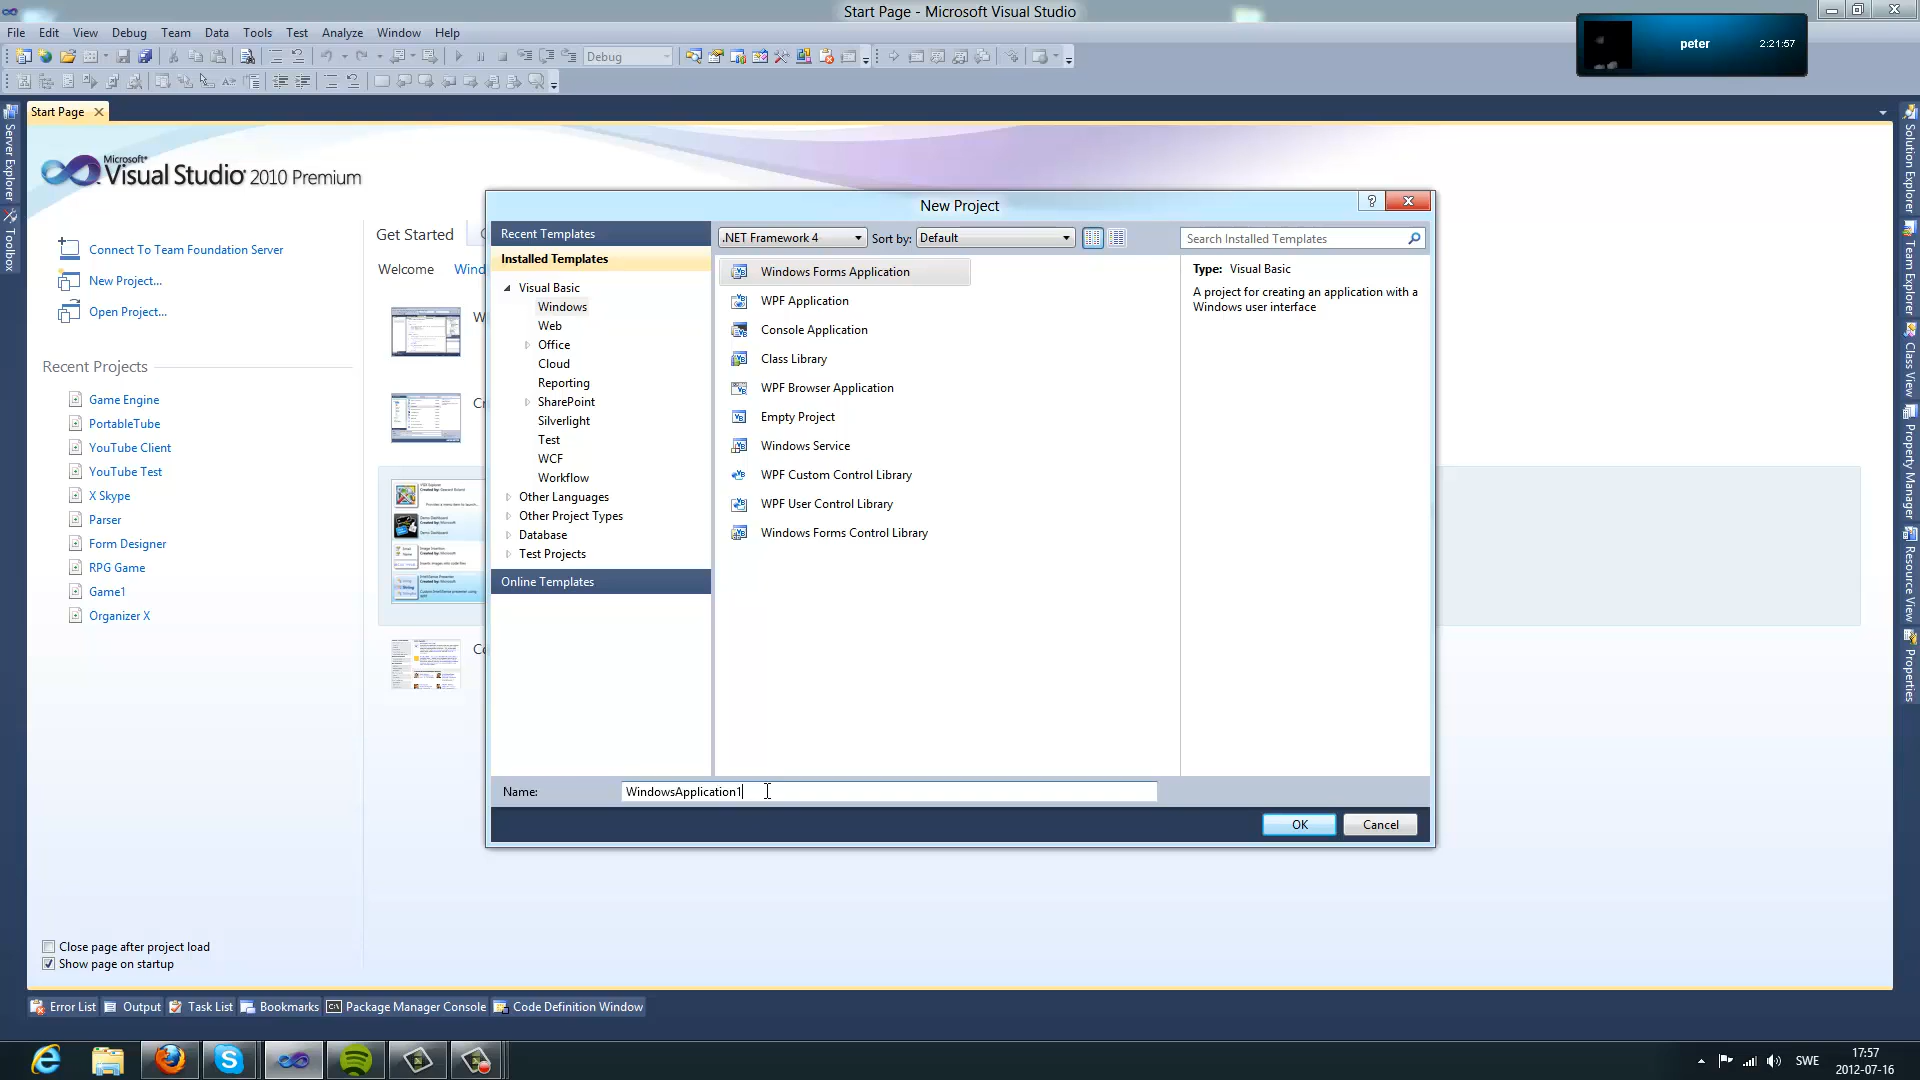 Start Page - Microsoft Visual Studio
File Edit View Debug Team Data Tools Test Analyze Window Help
peter 2:21:57
Debug
Start Page
Server Explorer
Toolbox
Microsoft®
Visual Studio® 2010 Premium
Connect To Team Foundation Server
New Project...
Open Project...
Recent Projects
Game Engine
PortableTube
YouTube Client
YouTube Test
X Skype
Parser
Form Designer
RPG Game
Game1
Organizer X
Close page after project load
Show page on startup
Get Started
Welcome Wind
New Project
Recent Templates
Installed Templates
Visual Basic
Windows
Web
Office
Cloud
Reporting
SharePoint
Silverlight
Test
WCF
Workflow
Other Languages
Other Project Types
Database
Test Projects
Online Templates
.NET Framework 4 Sort by: Default
Search Installed Templates
Windows Forms Application
WPF Application
Console Application
Class Library
WPF Browser Application
Empty Project
Windows Service
WPF Custom Control Library
WPF User Control Library
Windows Forms Control Library
Type: Visual Basic
A project for creating an application with a
Windows user interface
Name: WindowsApplication1
OK Cancel
Solution Explorer
Team Explorer
Class View
Property Manager
Resource View
Properties
Error List Output Task List Bookmarks Package Manager Console Code Definition Window
SWE
17:57
2012-07-16